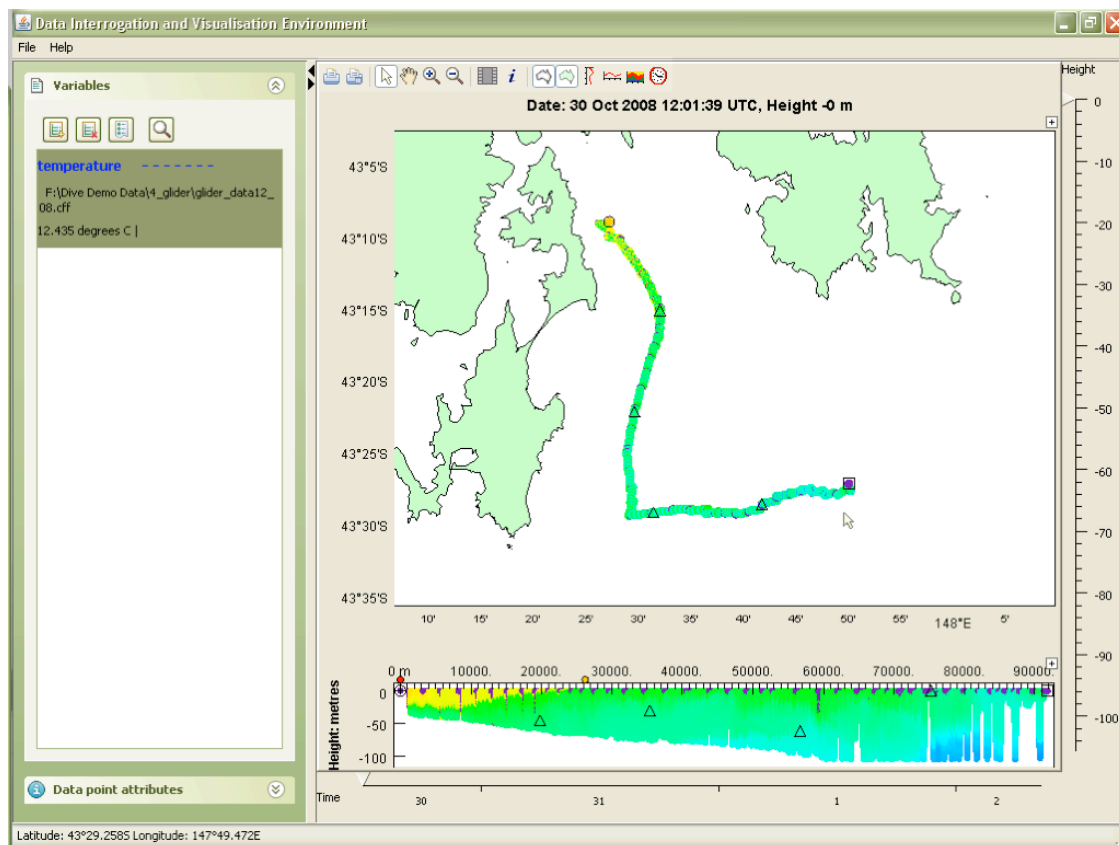 Data Interrogation and Visualisation Environment
File Help
Variables
temperature - - - - - - -
F:\Dive Demo Data\4_glider\glider_data12_
08.cff
12.435 degrees C |
Data point attributes
Height
Date: 30 Oct 2008 12:01:39 UTC, Height -0 m
43°5'S
43°10'S
43°15'S
43°20'S
43°25'S
43°30'S
43°35'S
10' 15' 20' 25' 30' 35' 40' 45' 50' 55' 148°E 5'
0
-10
-20
-30
-40
-50
-60
-70
-80
-90
-100
0 m 10000. 20000. 30000. 40000. 50000. 60000. 70000. 80000. 90000.
Height: metres
0
-50
-100
Time 30 31 1 2
Latitude: 43°29.258S Longitude: 147°49.472E